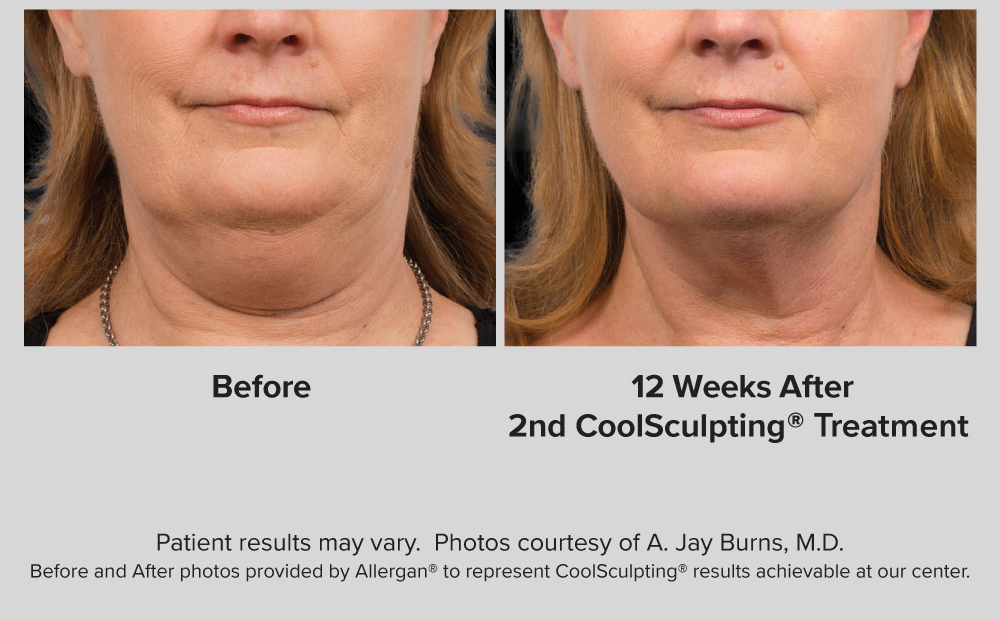 Before
12 Weeks After
2nd CoolSculpting® Treatment
Patient results may vary.  Photos courtesy of A. Jay Burns, M.D.
Before and After photos provided by Allergan® to represent CoolSculpting® results achievable at our center.